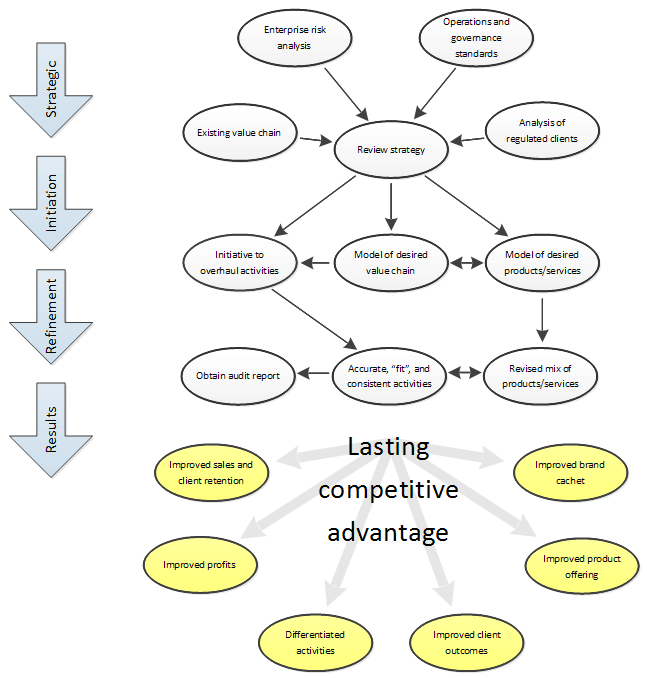 Strategic
Initiation
Refinement
Results
Enterprise risk
analysis
Operations and
governance
standards
Existing value chain
Review strategy
Analysis of
regulated clients
Initiative to
overhaul activities
Model of desired
value chain
Model of desired
products/services
Obtain audit report
Accurate, “fit”, and
consistent activities
Revised mix of
products/services
Lasting
competitive
advantage
Improved sales and
client retention
Improved brand
cachet
Improved profits
Improved product
offering
Differentiated
activities
Improved client
outcomes